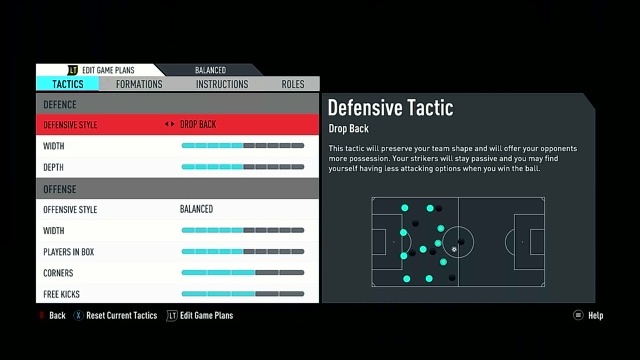 LT EDIT GAME PLANS BALANCED
TACTICS FORMATIONS INSTRUCTIONS ROLES
DEFENCE
DEFENSIVE STYLE DROP BACK
WIDTH
DEPTH
OFFENSE
OFFENSIVE STYLE BALANCED
WIDTH
PLAYERS IN BOX
CORNERS
FREE KICKS
Defensive Tactic
Drop Back
This tactic will preserve your team shape and will offer your opponents
more possession. Your strikers will stay passive and you may find
yourself having less attacking options when you win the ball.
B Back X Reset Current Tactics LT Edit Game Plans Help